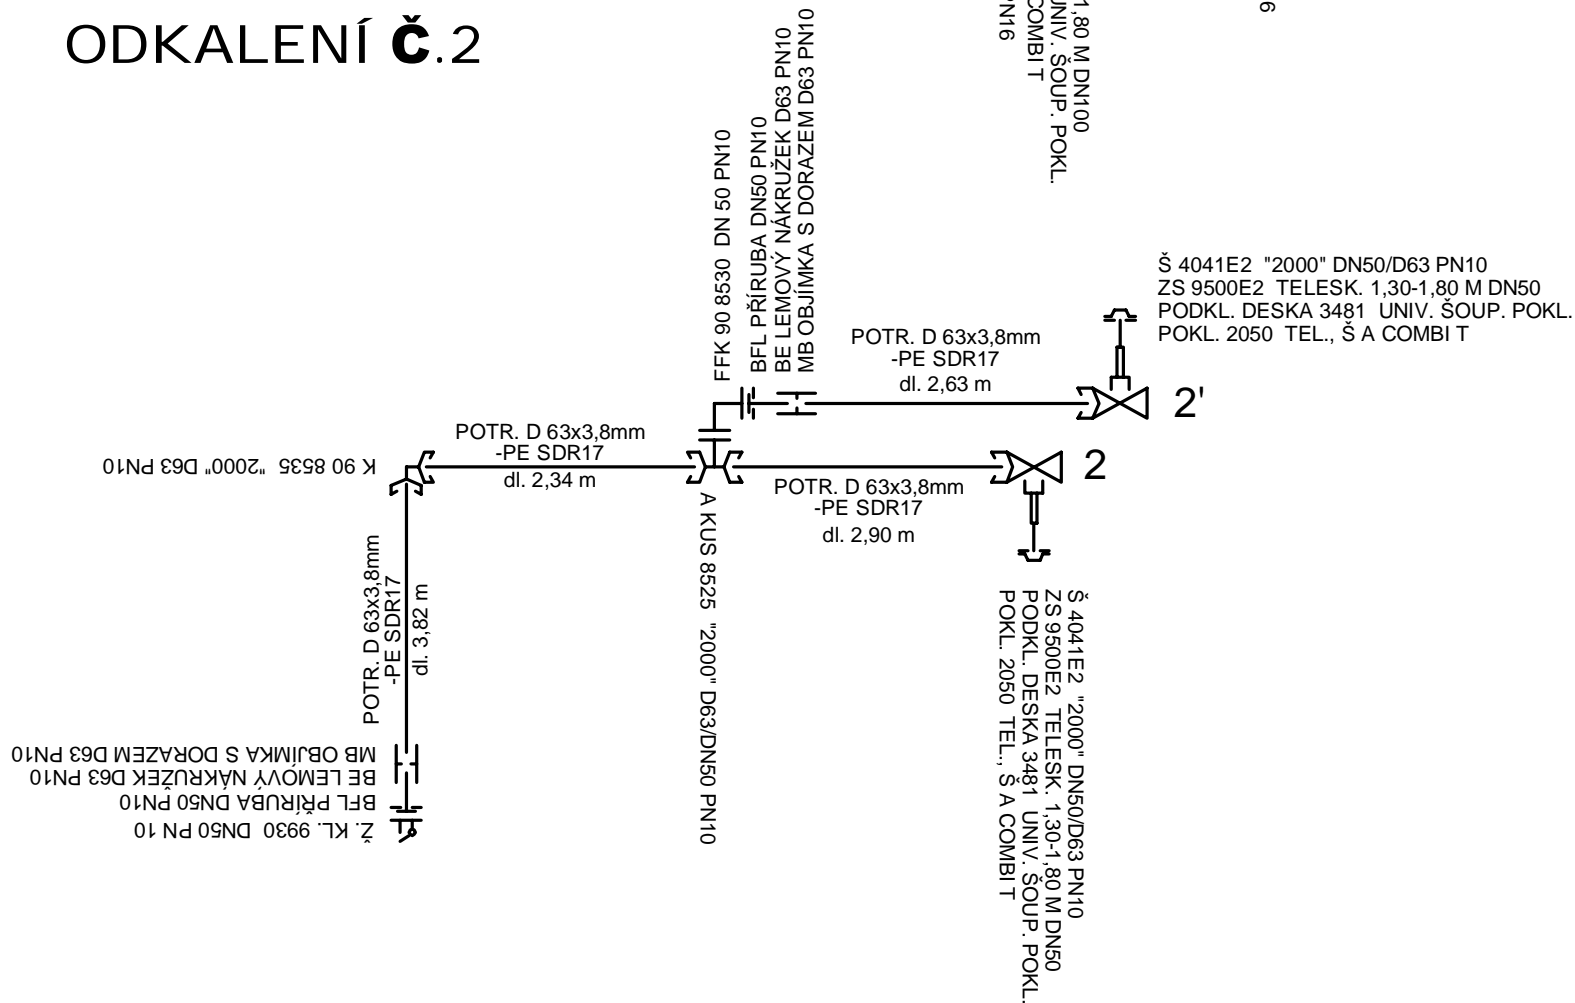 ODKALENÍ Č.2
1,80 M DN100
UNIV. ŠOUP. POKL.
COMBI T
PN16
6
FFK 90 8530 DN 50 PN10
BFL PŘÍRUBA DN50 PN10
BE LEMOVÝ NÁKRUŽEK D63 PN10
MB OBJÍMKA S DORAZEM D63 PN10
Š 4041E2 "2000" DN50/D63 PN10
ZS 9500E2 TELESK. 1,30-1,80 M DN50
PODKL. DESKA 3481 UNIV. ŠOUP. POKL.
POKL. 2050 TEL., Š A COMBI T
POTR. D 63x3,8mm
-PE SDR17
dl. 2,63 m
2'
POTR. D 63x3,8mm
-PE SDR17
dl. 2,34 m
K 90 8535 "2000" D63 PN10
2
POTR. D 63x3,8mm
-PE SDR17
dl. 2,90 m
A KUS 8525 "2000" D63/DN50 PN10
POTR. D 63x3,8mm
-PE SDR17
dl. 3,82 m
Š 4041E2 "2000" DN50/D63 PN10
ZS 9500E2 TELESK. 1,30-1,80 M DN50
PODKL. DESKA 3481 UNIV. ŠOUP. POKL.
POKL. 2050 TEL., Š A COMBI T
Ž. KL. 9930 DN50 PN 10
BFL PŘÍRUBA DN50 PN10
BE LEMOVÝ NÁKRUŽEK D63 PN10
MB OBJÍMKA S DORAZEM D63 PN10